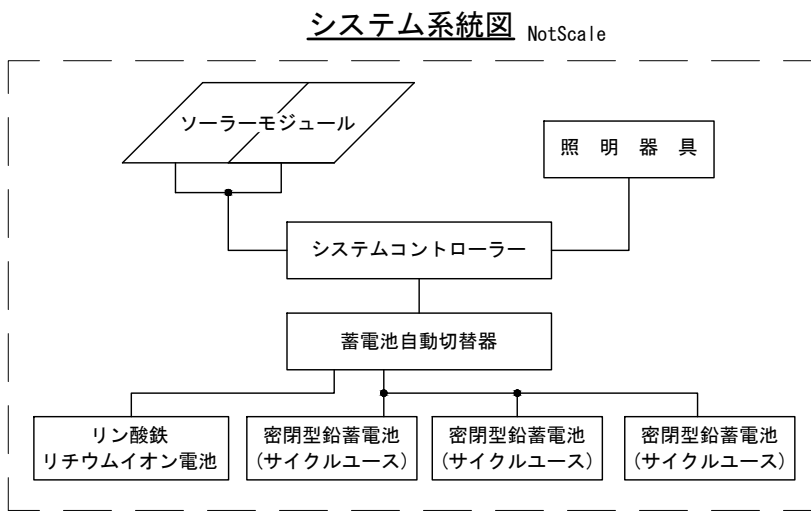 システム系統図 NotScale
ソーラーモジュール
照明器具
システムコントローラー
蓄電池自動切替器
リン酸鉄
リチウムイオン電池
密閉型鉛蓄電池
(サイクルユース)
密閉型鉛蓄電池
(サイクルユース)
密閉型鉛蓄電池
(サイクルユース)